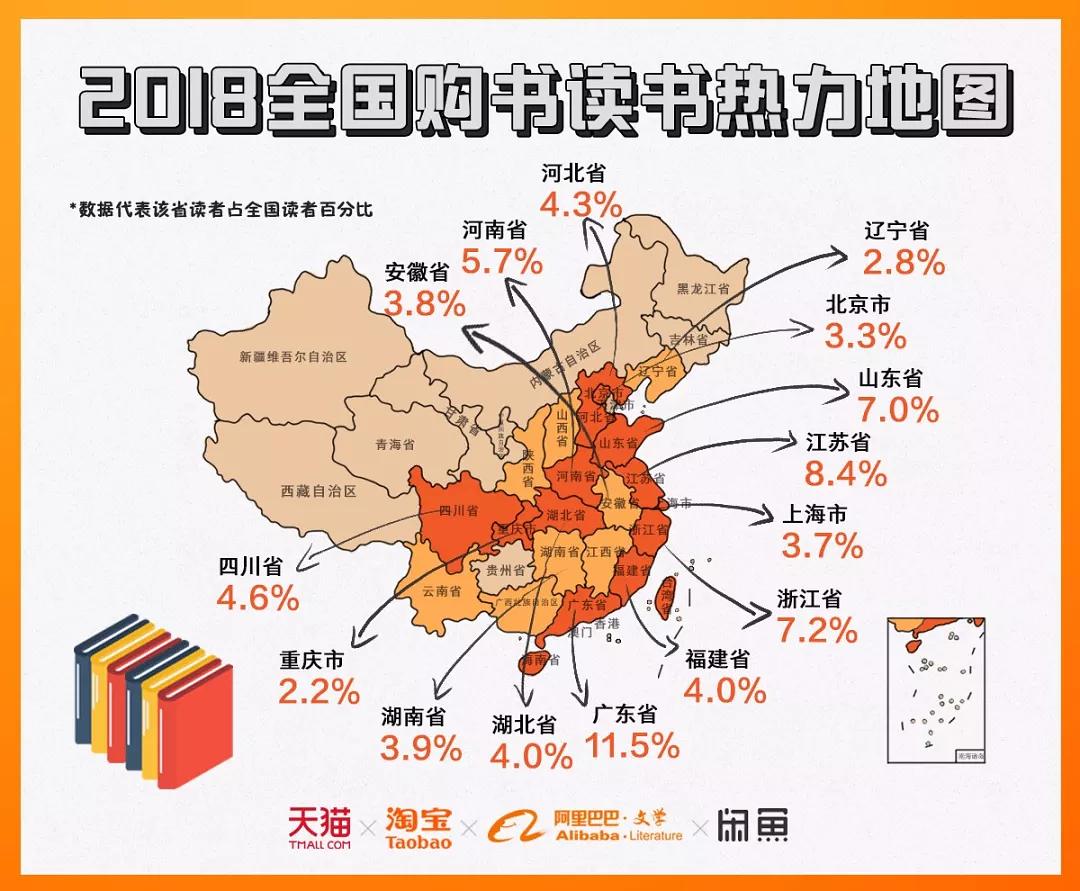 2018全国购书读书热力地图
*数据代表该省读者占全国读者百分比
河北省
4.3%
河南省
5.7%
安徽省
3.8%
辽宁省
2.8%
北京市
3.3%
山东省
7.0%
江苏省
8.4%
上海市
3.7%
浙江省
7.2%
福建省
4.0%
广东省
11.5%
湖北省
4.0%
湖南省
3.9%
重庆市
2.2%
四川省
4.6%
黑龙江省
吉林省
辽宁省
内蒙古自治区
新疆维吾尔自治区
甘肃省
青海省
西藏自治区
北京市
河北省
山西省
陕西省
山东省
河南省
江苏省
安徽省
上海市
四川省
重庆市
湖北省
浙江省
湖南省
江西省
贵州省
福建省
云南省
广西壮族自治区
广东省
台湾省
香港
澳门
海南省
南海诸岛
天猫
TMALL.COM
×
淘宝
Taobao
×
阿里巴巴·文学
Alibaba·Literature
×
闲鱼